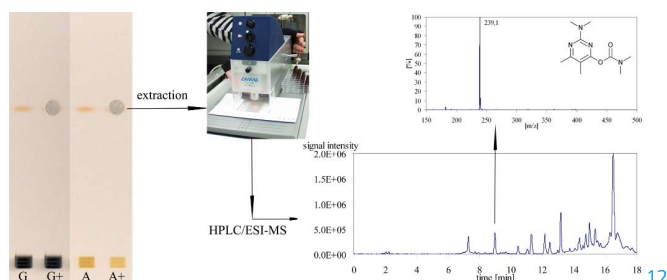 G G+ A A+
extraction
CAMAG
HPLC/ESI-MS
[%]
100
90
80
70
60
50
40
30
20
10
0
150 200 250 300 350 400 450 500
[m/z]
239,1
N
N N
O
O N
signal intensity
2.0E+06
1.5E+06
1.0E+06
5.0E+05
0.0E+00
0 2 4 6 8 10 12 14 16 18
time [min]
12